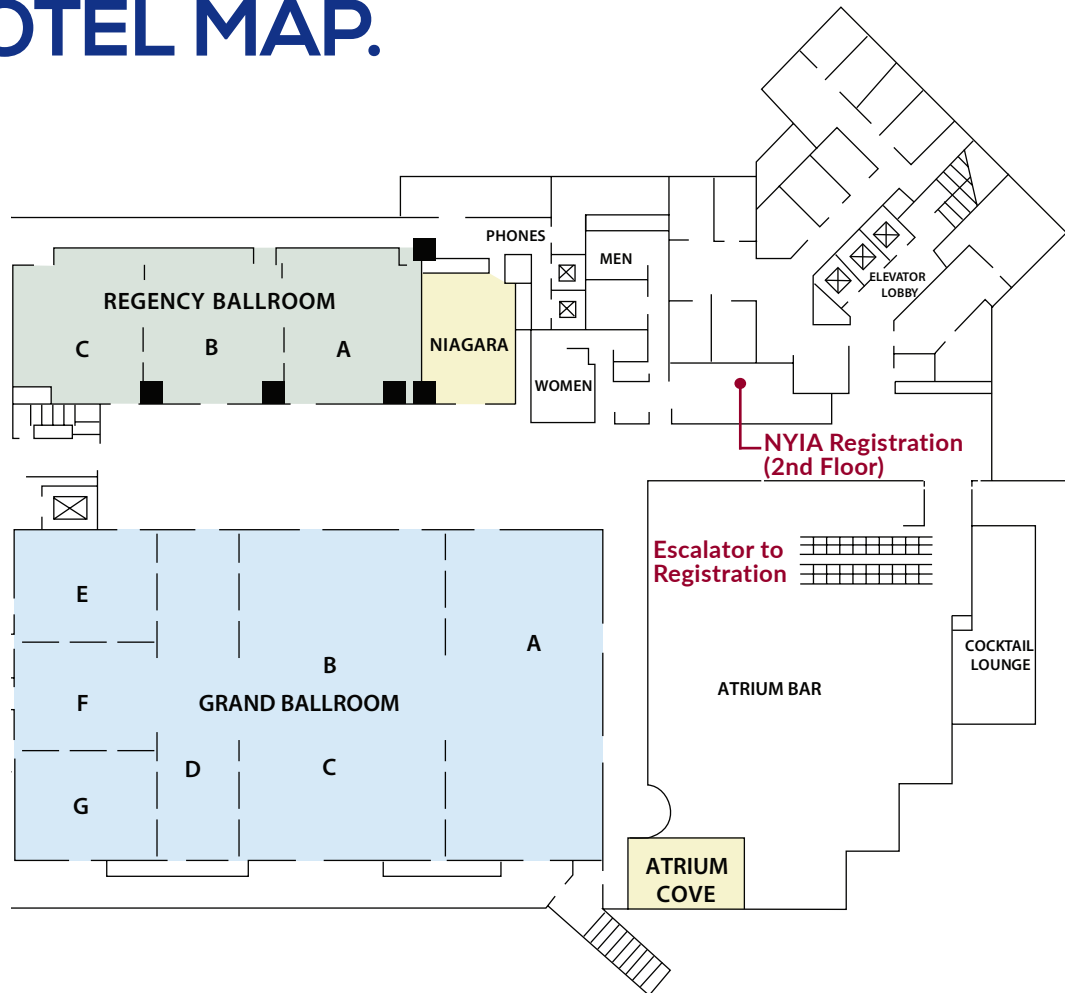 OTEL MAP.
PHONES
MEN
ELEVATOR
LOBBY
REGENCY BALLROOM
C
B
A
NIAGARA
WOMEN
NYIA Registration
(2nd Floor)
Escalator to
Registration
E
A
B
COCKTAIL
LOUNGE
F
GRAND BALLROOM
ATRIUM BAR
D
C
G
ATRIUM
COVE